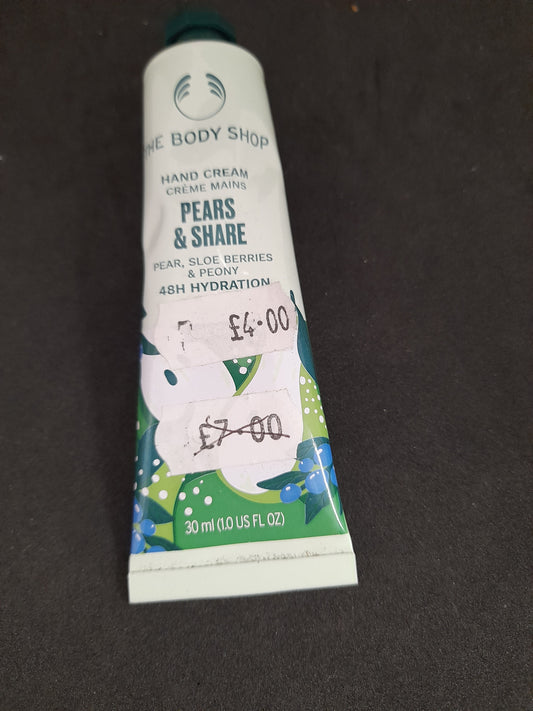 THE BODY SHOP
HAND CREAM
CRÈME MAINS
PEARS
& SHARE
PEAR, SLOE BERRIES
& PEONY
48H HYDRATION
£4.00
£7.00
30 ml (1.0 US FL OZ)